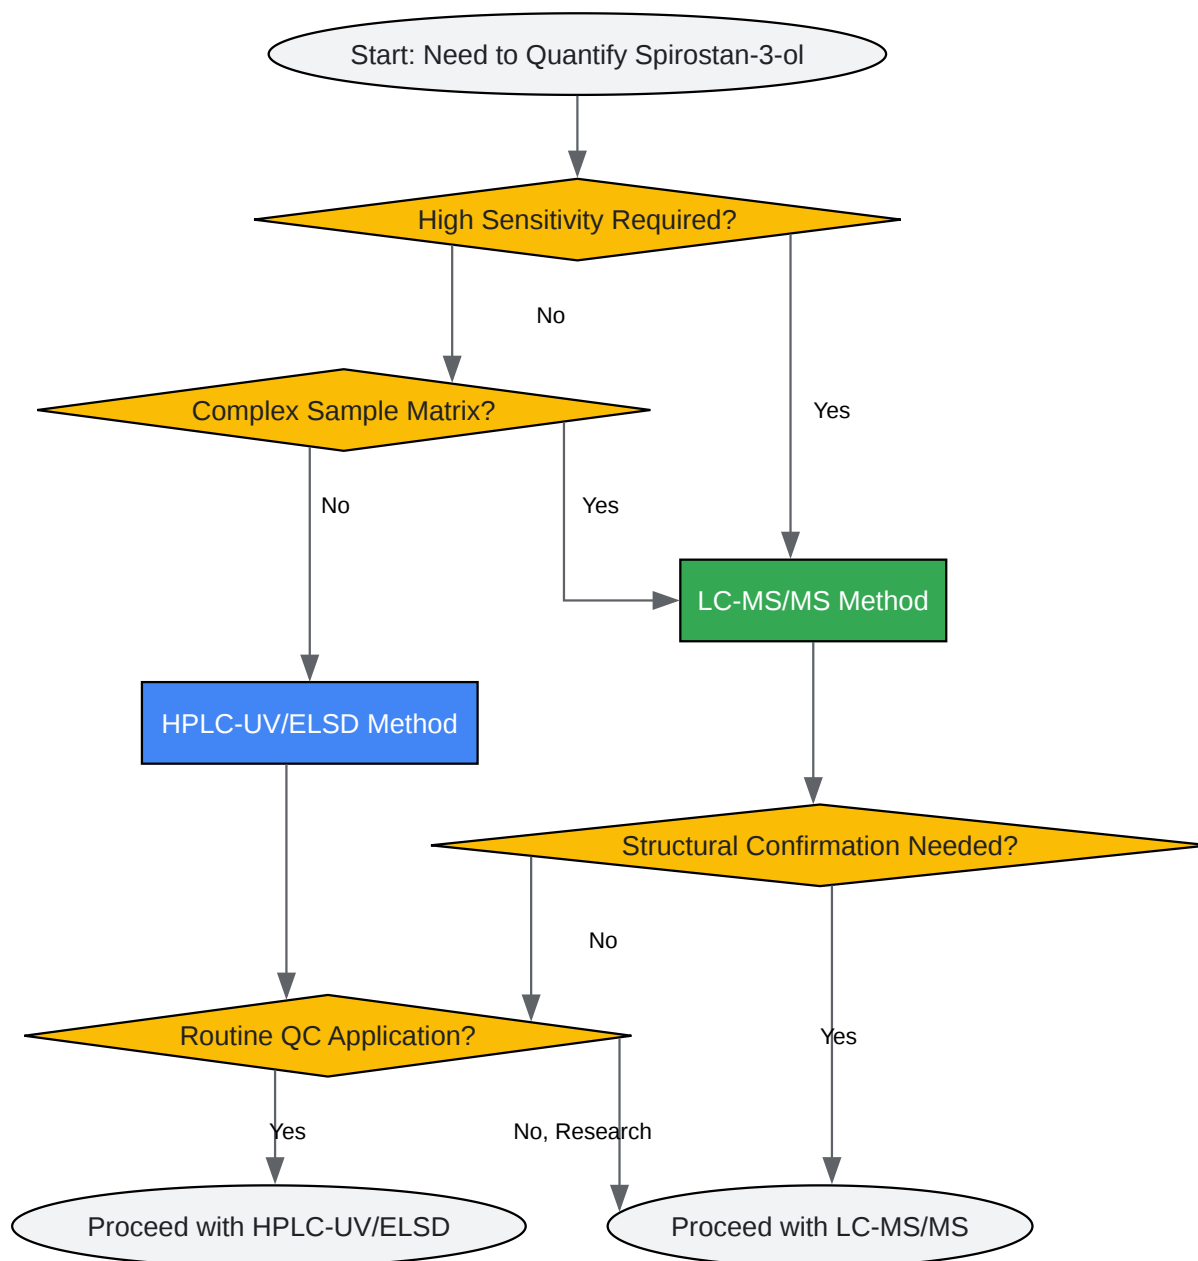 Start: Need to Quantify Spirostan-3-ol
High Sensitivity Required?
No
Complex Sample Matrix?
Yes
No
Yes
LC-MS/MS Method
HPLC-UV/ELSD Method
Structural Confirmation Needed?
No
Routine QC Application?
Yes
Yes
No, Research
Proceed with HPLC-UV/ELSD
Proceed with LC-MS/MS